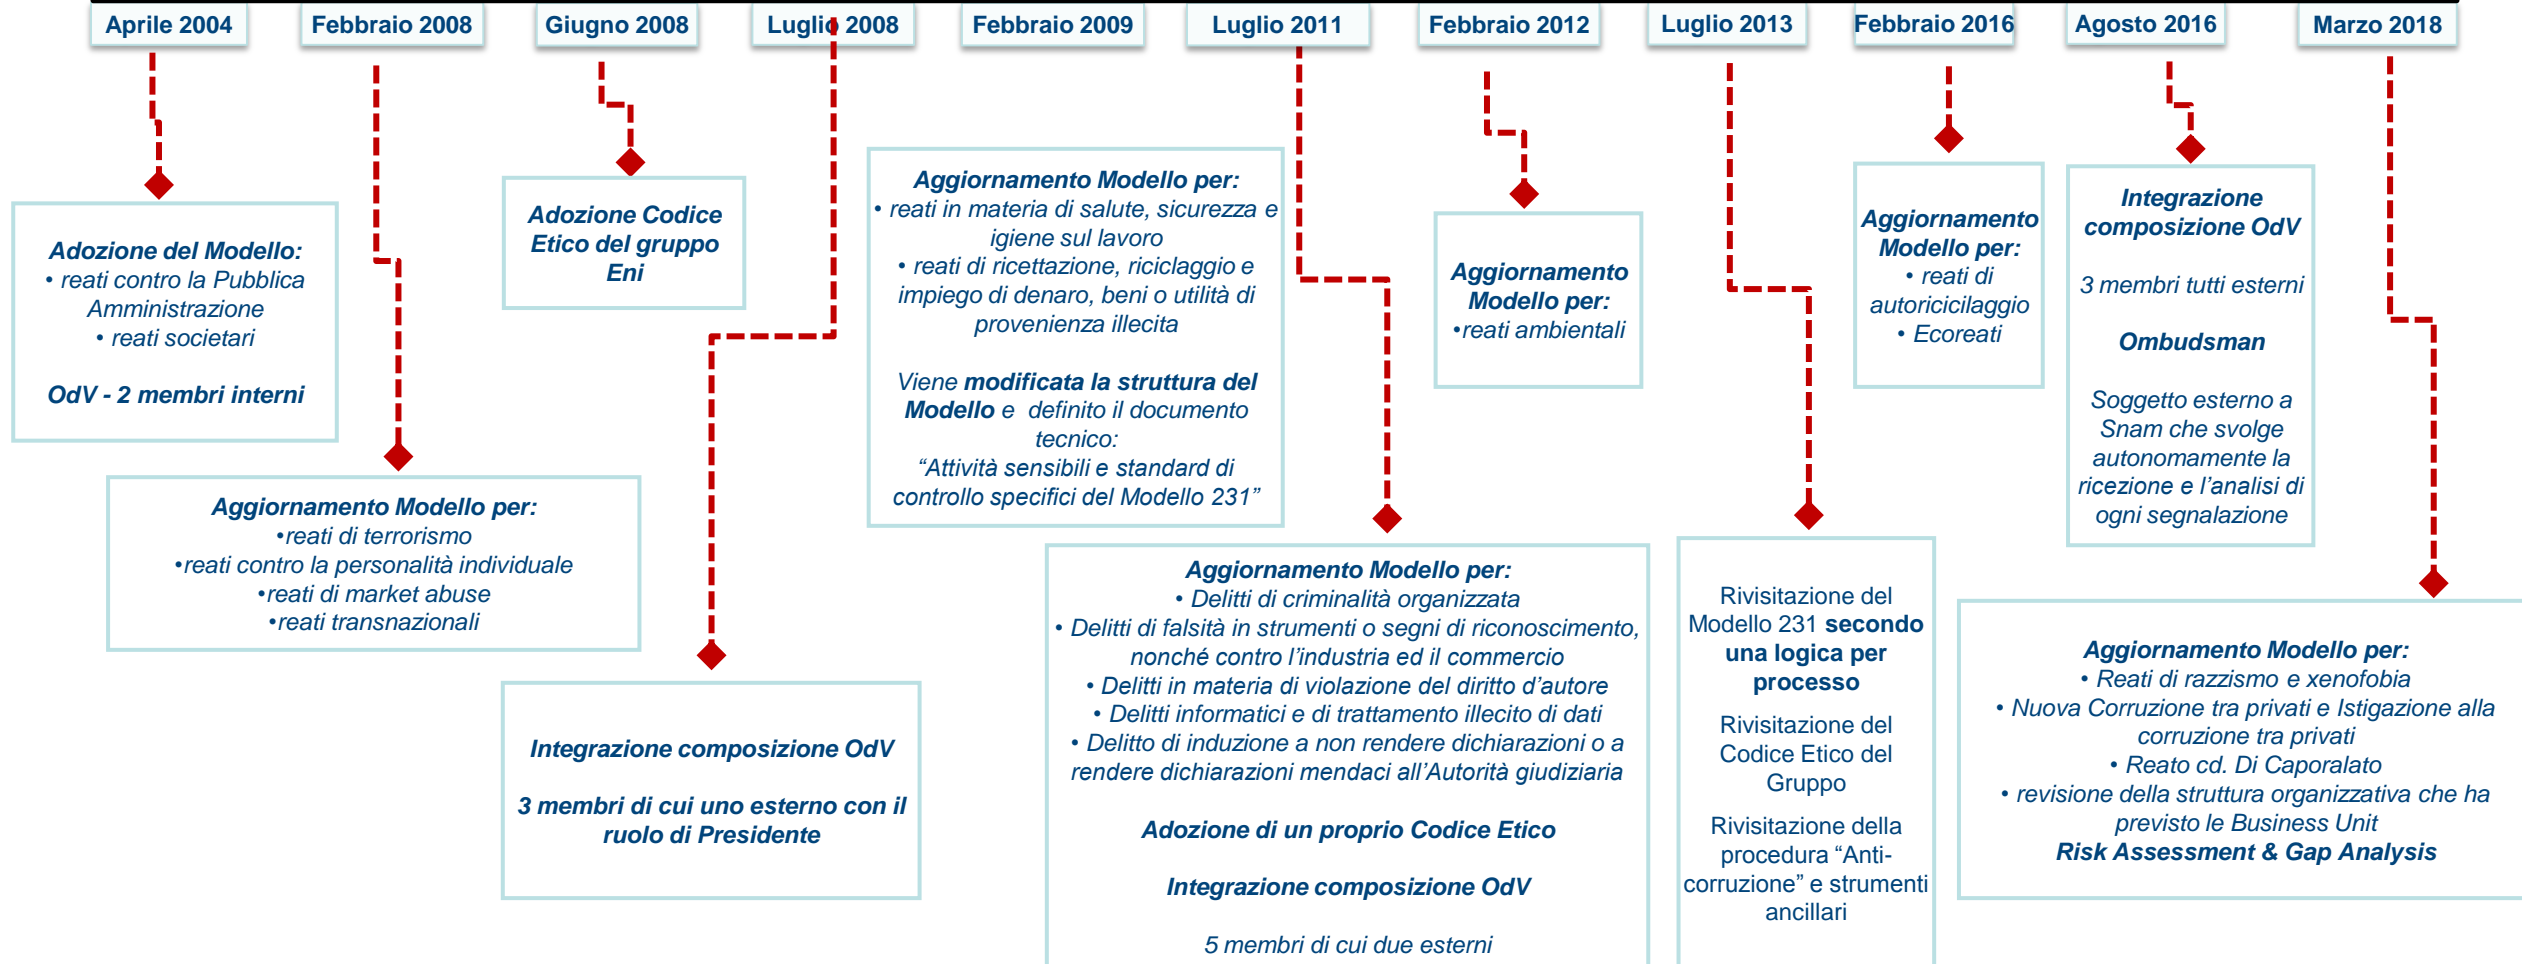 Aprile 2004
Febbraio 2008
Giugno 2008
Luglio 2008
Febbraio 2009
Luglio 2011
Febbraio 2012
Luglio 2013
Febbraio 2016
Agosto 2016
Marzo 2018
Adozione del Modello:
• reati contro la Pubblica
Amministrazione
• reati societari
OdV - 2 membri interni
Aggiornamento Modello per:
•reati di terrorismo
•reati contro la personalità individuale
•reati di market abuse
•reati transnazionali
Adozione Codice
Etico del gruppo
Eni
Integrazione composizione OdV
3 membri di cui uno esterno con il
ruolo di Presidente
Aggiornamento Modello per:
• reati in materia di salute, sicurezza e
igiene sul lavoro
• reati di ricettazione, riciclaggio e
impiego di denaro, beni o utilità di
provenienza illecita
Viene modificata la struttura del
Modello e definito il documento
tecnico:
“Attività sensibili e standard di
controllo specifici del Modello 231”
Aggiornamento Modello per:
• Delitti di criminalità organizzata
• Delitti di falsità in strumenti o segni di riconoscimento,
nonché contro l’industria ed il commercio
• Delitti in materia di violazione del diritto d’autore
• Delitti informatici e di trattamento illecito di dati
• Delitto di induzione a non rendere dichiarazioni o a
rendere dichiarazioni mendaci all’Autorità giudiziaria
Adozione di un proprio Codice Etico
Integrazione composizione OdV
5 membri di cui due esterni
Aggiornamento
Modello per:
•reati ambientali
Rivisitazione del
Modello 231 secondo
una logica per
processo
Rivisitazione del
Codice Etico del
Gruppo
Rivisitazione della
procedura “Anti-
corruzione” e strumenti
ancillari
Aggiornamento
Modello per:
• reati di
autoricicilaggio
• Ecoreati
Integrazione
composizione OdV
3 membri tutti esterni
Ombudsman
Soggetto esterno a
Snam che svolge
autonomamente la
ricezione e l’analisi di
ogni segnalazione
Aggiornamento Modello per:
• Reati di razzismo e xenofobia
• Nuova Corruzione tra privati e Istigazione alla
corruzione tra privati
• Reato cd. Di Caporalato
• revisione della struttura organizzativa che ha
previsto le Business Unit
Risk Assessment & Gap Analysis